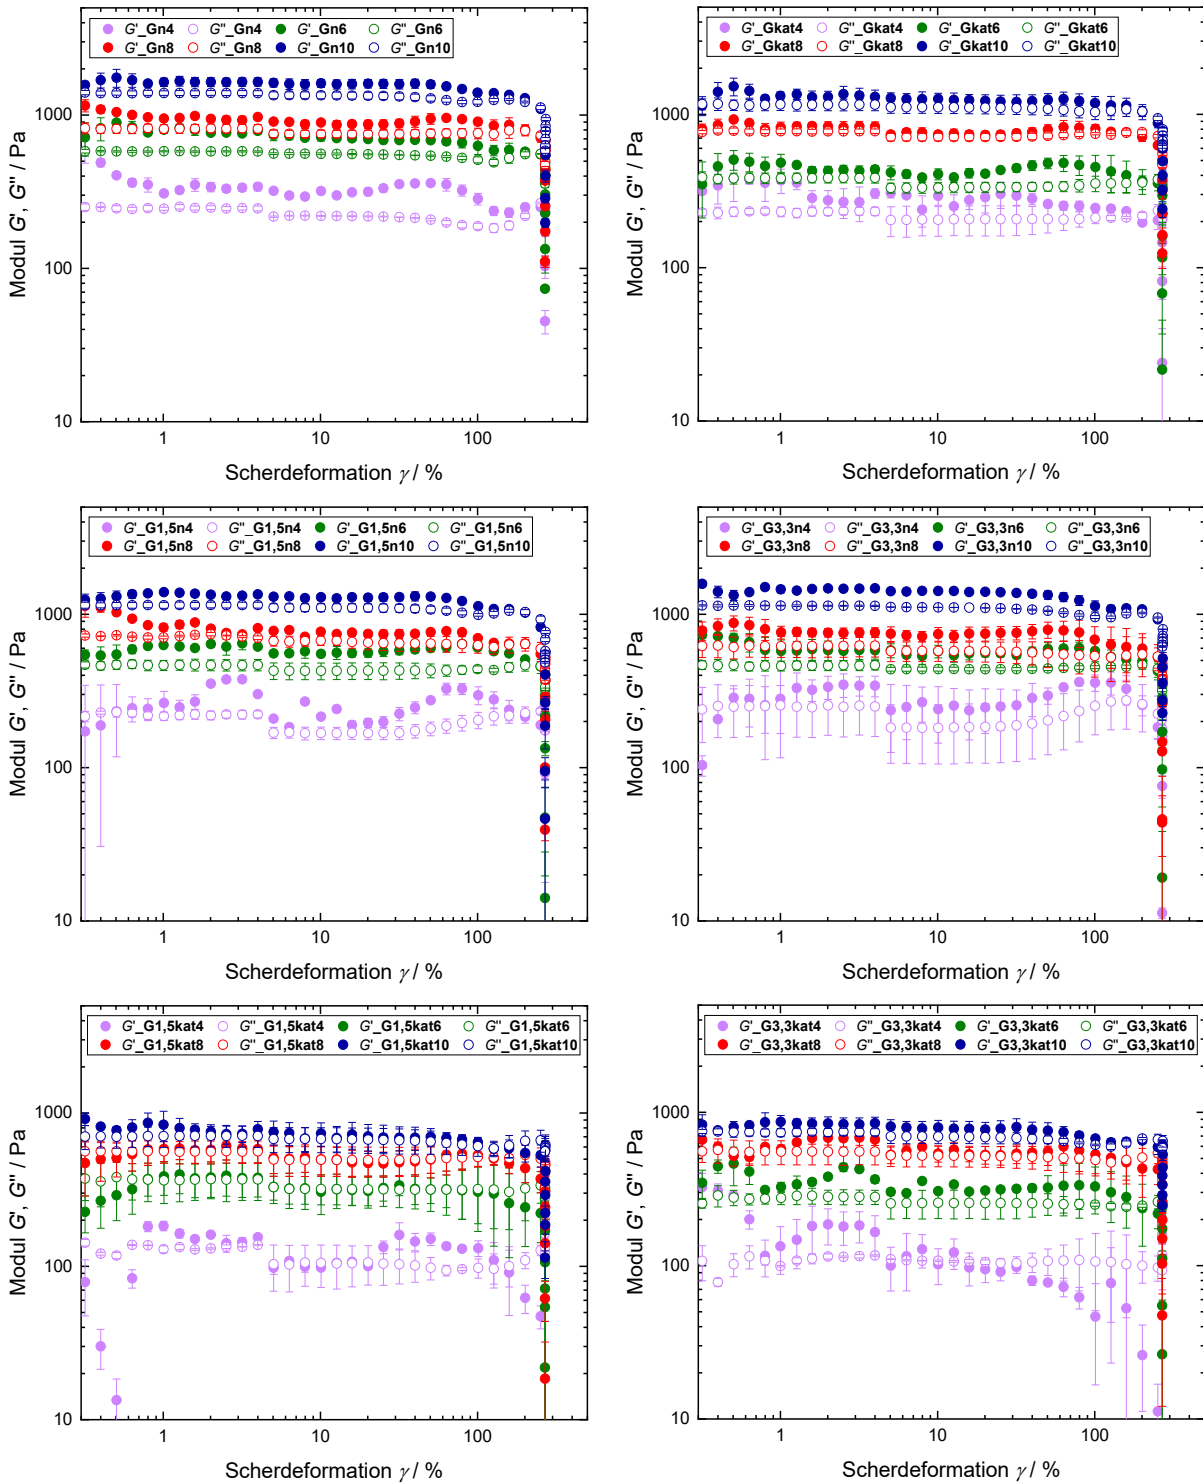 G'_Gn4 G''_Gn4 G'_Gn6 G''_Gn6
G'_Gn8 G''_Gn8 G'_Gn10 G''_Gn10
1000
100
10
1 10 100
Modul G', G'' / Pa
Scherdeformation γ / %
G'_Gkat4 G''_Gkat4 G'_Gkat6 G''_Gkat6
G'_Gkat8 G''_Gkat8 G'_Gkat10 G''_Gkat10
1000
100
10
1 10 100
Modul G', G'' / Pa
Scherdeformation γ / %
G'_G1,5n4 G''_G1,5n4 G'_G1,5n6 G''_G1,5n6
G'_G1,5n8 G''_G1,5n8 G'_G1,5n10 G''_G1,5n10
1000
100
10
1 10 100
Modul G', G'' / Pa
Scherdeformation γ / %
G'_G3,3n4 G''_G3,3n4 G'_G3,3n6 G''_G3,3n6
G'_G3,3n8 G''_G3,3n8 G'_G3,3n10 G''_G3,3n10
1000
100
10
1 10 100
Modul G', G'' / Pa
Scherdeformation γ / %
G'_G1,5kat4 G''_G1,5kat4 G'_G1,5kat6 G''_G1,5kat6
G'_G1,5kat8 G''_G1,5kat8 G'_G1,5kat10 G''_G1,5kat10
1000
100
10
1 10 100
Modul G', G'' / Pa
Scherdeformation γ / %
G'_G3,3kat4 G''_G3,3kat4 G'_G3,3kat6 G''_G3,3kat6
G'_G3,3kat8 G''_G3,3kat8 G'_G3,3kat10 G''_G3,3kat10
1000
100
10
1 10 100
Modul G', G'' / Pa
Scherdeformation γ / %